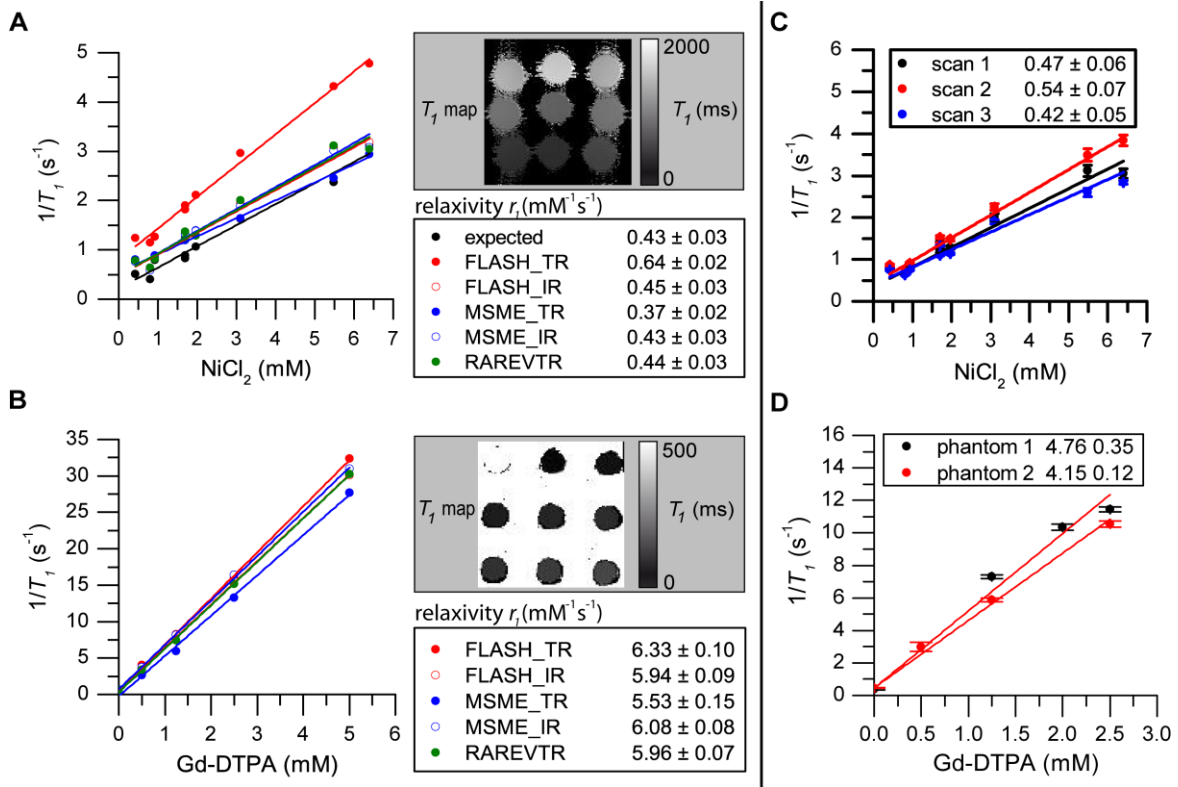 A
1/T1 (s-1)
5
4
3
2
1
0
0 1 2 3 4 5 6 7
NiCl2 (mM)
T1 map
2000
T1 (ms)
0
relaxivity r1(mM-1s-1)
expected 0.43 ± 0.03
FLASH_TR 0.64 ± 0.02
FLASH_IR 0.45 ± 0.03
MSME_TR 0.37 ± 0.02
MSME_IR 0.43 ± 0.03
RAREVTR 0.44 ± 0.03
B
1/T1 (s-1)
35
30
25
20
15
10
5
0
0 1 2 3 4 5 6
Gd-DTPA (mM)
T1 map
500
T1 (ms)
0
relaxivity r1(mM-1s-1)
FLASH_TR 6.33 ± 0.10
FLASH_IR 5.94 ± 0.09
MSME_TR 5.53 ± 0.15
MSME_IR 6.08 ± 0.08
RAREVTR 5.96 ± 0.07
C
scan 1 0.47 ± 0.06
scan 2 0.54 ± 0.07
scan 3 0.42 ± 0.05
1/T1 (s-1)
6
5
4
3
2
1
0
0 1 2 3 4 5 6 7
NiCl2 (mM)
D
phantom 1 4.76 0.35
phantom 2 4.15 0.12
1/T1 (s-1)
16
14
12
10
8
6
4
2
0
0.0 0.5 1.0 1.5 2.0 2.5 3.0
Gd-DTPA (mM)